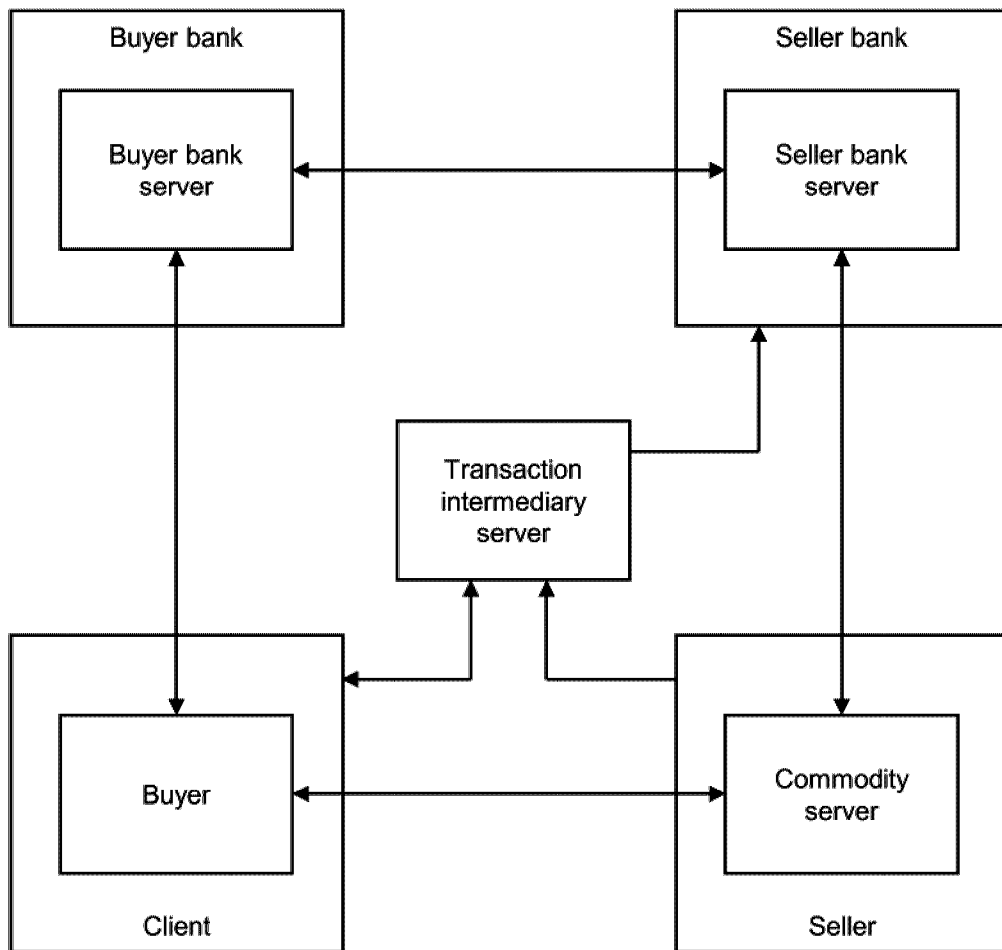 Buyer bank
Seller bank
Buyer bank
server
Seller bank
server
Transaction
intermediary
server
Buyer
Commodity
server
Client
Seller